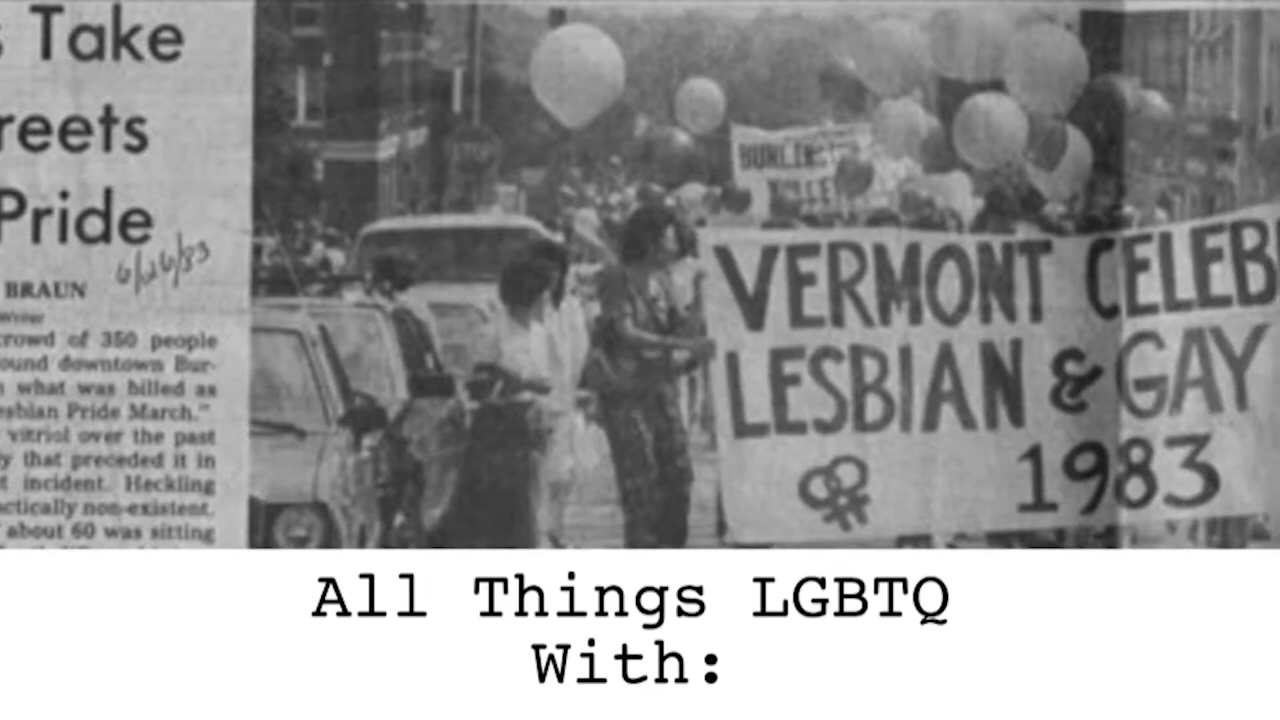 s Take
reets
Pride
6/26/83
BRAUN
crowd of 350 people
ound downtown Bur-
n what was billed as
esbian Pride March."
vitriol over the past
y that preceded it in
t incident. Heckling
actically non-existent.
about 60 was sitting
STOP
VERMONT CELEB
LESBIAN & GAY
1983
All Things LGBTQ
With: